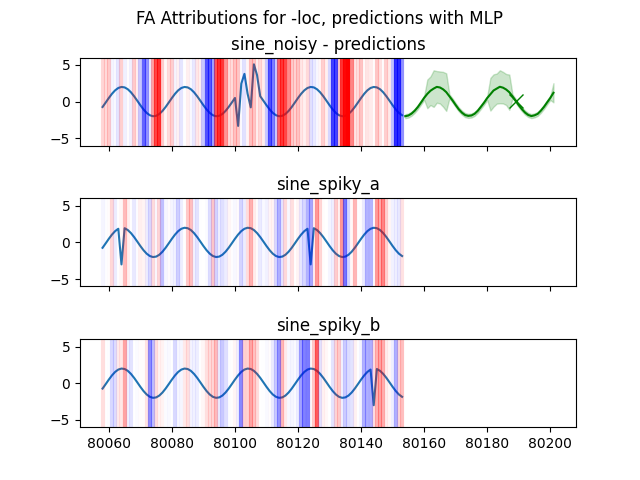 FA Attributions for -loc, predictions with MLP
sine_noisy - predictions
5
0
−5
sine_spiky_a
5
0
−5
sine_spiky_b
5
0
−5
80060 80080 80100 80120 80140 80160 80180 80200